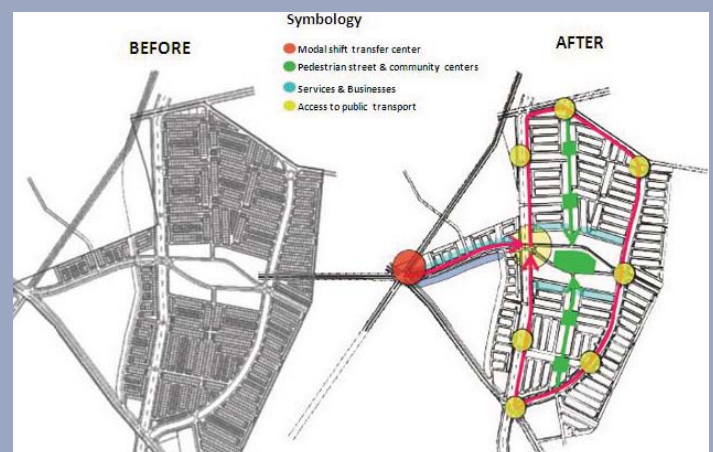 Symbology
BEFORE
AFTER
Modal shift transfer center
Pedestrian street & community centers
Services & Businesses
Access to public transport